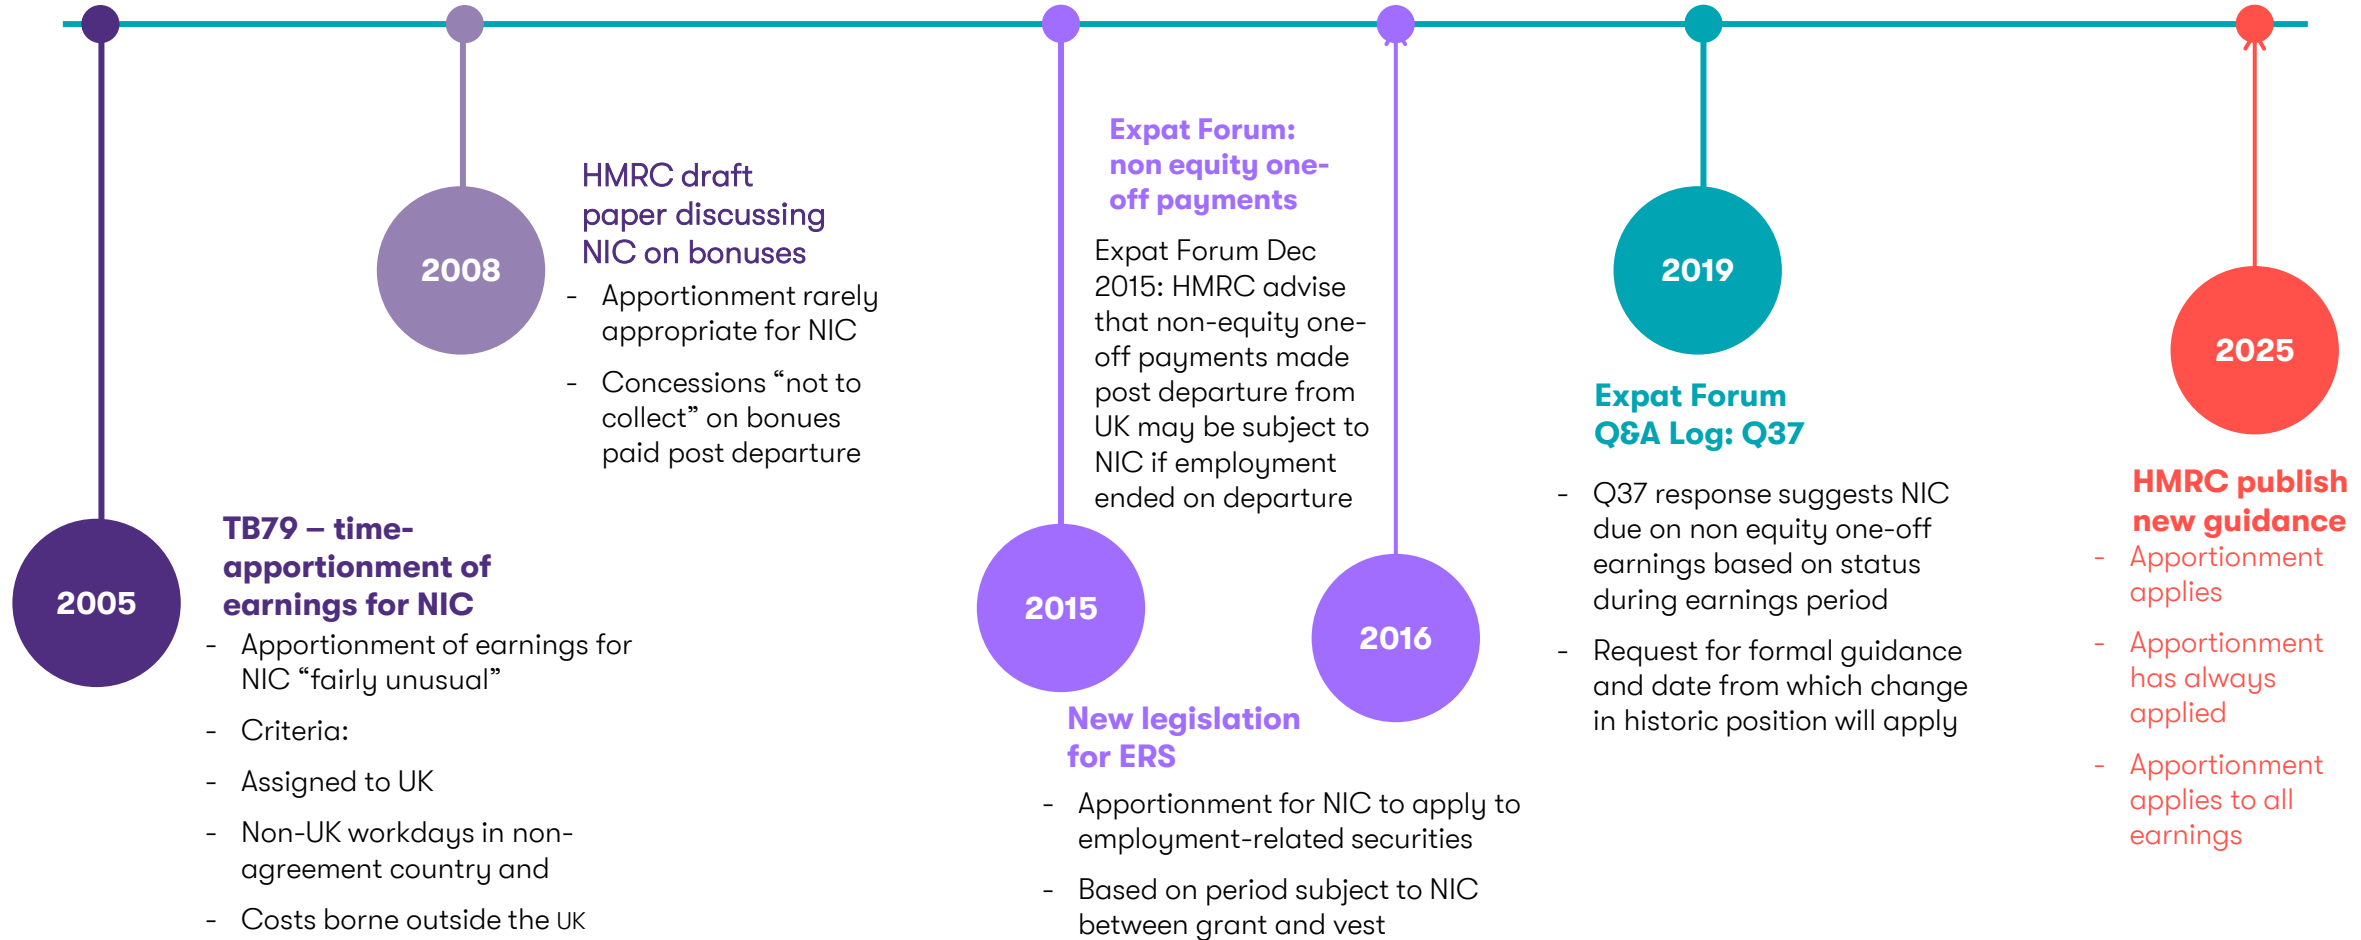 2005
TB79 – time-
apportionment of
earnings for NIC
- Apportionment of earnings for
NIC “fairly unusual”
- Criteria:
- Assigned to UK
- Non-UK workdays in non-
agreement country and
- Costs borne outside the UK
2008
HMRC draft
paper discussing
NIC on bonuses
- Apportionment rarely
appropriate for NIC
- Concessions “not to
collect” on bonues
paid post departure
2015
New legislation
for ERS
- Apportionment for NIC to apply to
employment-related securities
- Based on period subject to NIC
between grant and vest
Expat Forum:
non equity one-
off payments
Expat Forum Dec
2015: HMRC advise
that non-equity one-
off payments made
post departure from
UK may be subject to
NIC if employment
ended on departure
2016
2019
Expat Forum
Q&A Log: Q37
- Q37 response suggests NIC
due on non equity one-off
earnings based on status
during earnings period
- Request for formal guidance
and date from which change
in historic position will apply
2025
HMRC publish
new guidance
- Apportionment
applies
- Apportionment
has always
applied
- Apportionment
applies to all
earnings